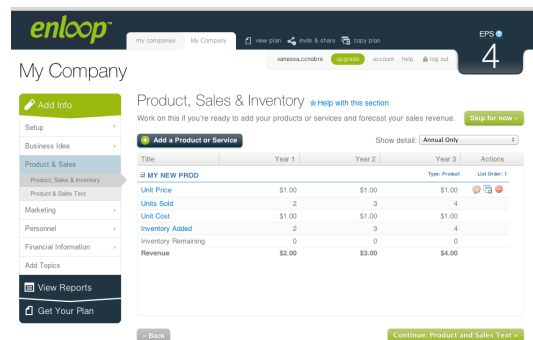 enloop™
my companies My Company view plan invite & share copy plan
EPS ?
4
vanessa.ccnobre upgrade account help log out
My Company
Add Info
Setup
Business Idea
Product & Sales
Product, Sales & Inventory
Product & Sales Text
Marketing
Personnel
Financial Information
Add Topics
View Reports
Get Your Plan
Product, Sales & Inventory Help with this section
Work on this if you're ready to add your products or services and forecast your sales revenue. Skip for now »
Add a Product or Service Show detail: Annual Only
Title Year 1 Year 2 Year 3 Actions
MY NEW PROD Type: Product List Order: 1
Unit Price $1.00 $1.00 $1.00
Units Sold 2 3 4
Unit Cost $1.00 $1.00 $1.00
Inventory Added 2 3 4
Inventory Remaining 0 0 0
Revenue $2.00 $3.00 $4.00
« Back Continue: Product and Sales Text »